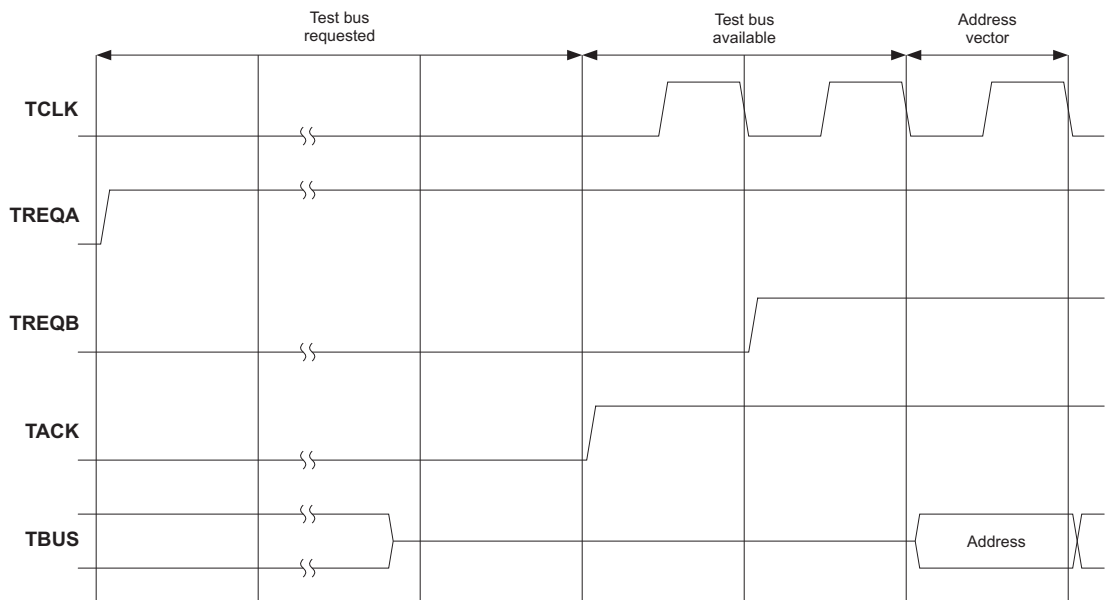 Test bus
requested
Test bus
available
Address
vector
TCLK
TREQA
TREQB
TACK
TBUS
Address